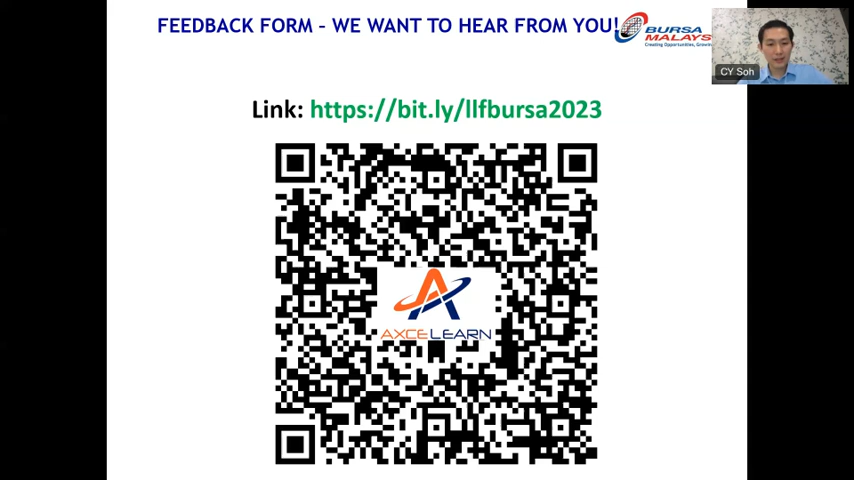 FEEDBACK FORM – WE WANT TO HEAR FROM YOU!
BURSA
MALAYS
Creating Opportunities, Growin
CY Soh
Link: https://bit.ly/llfbursa2023
AXCELEARN